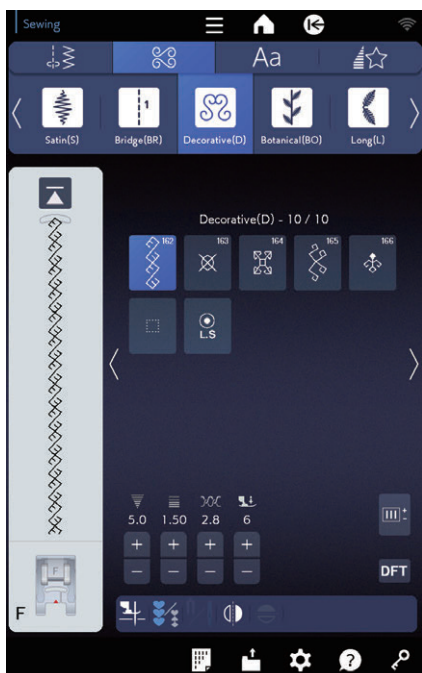 Sewing
Aa
1
Satin(S) Bridge(BR) Decorative(D) Botanical(BO) Long(L)
Decorative(D) - 10 / 10
162 163 164 165 166
L.S
5.0 1.50 2.8 6
+ + + +
− − − −
DFT
F
F
?